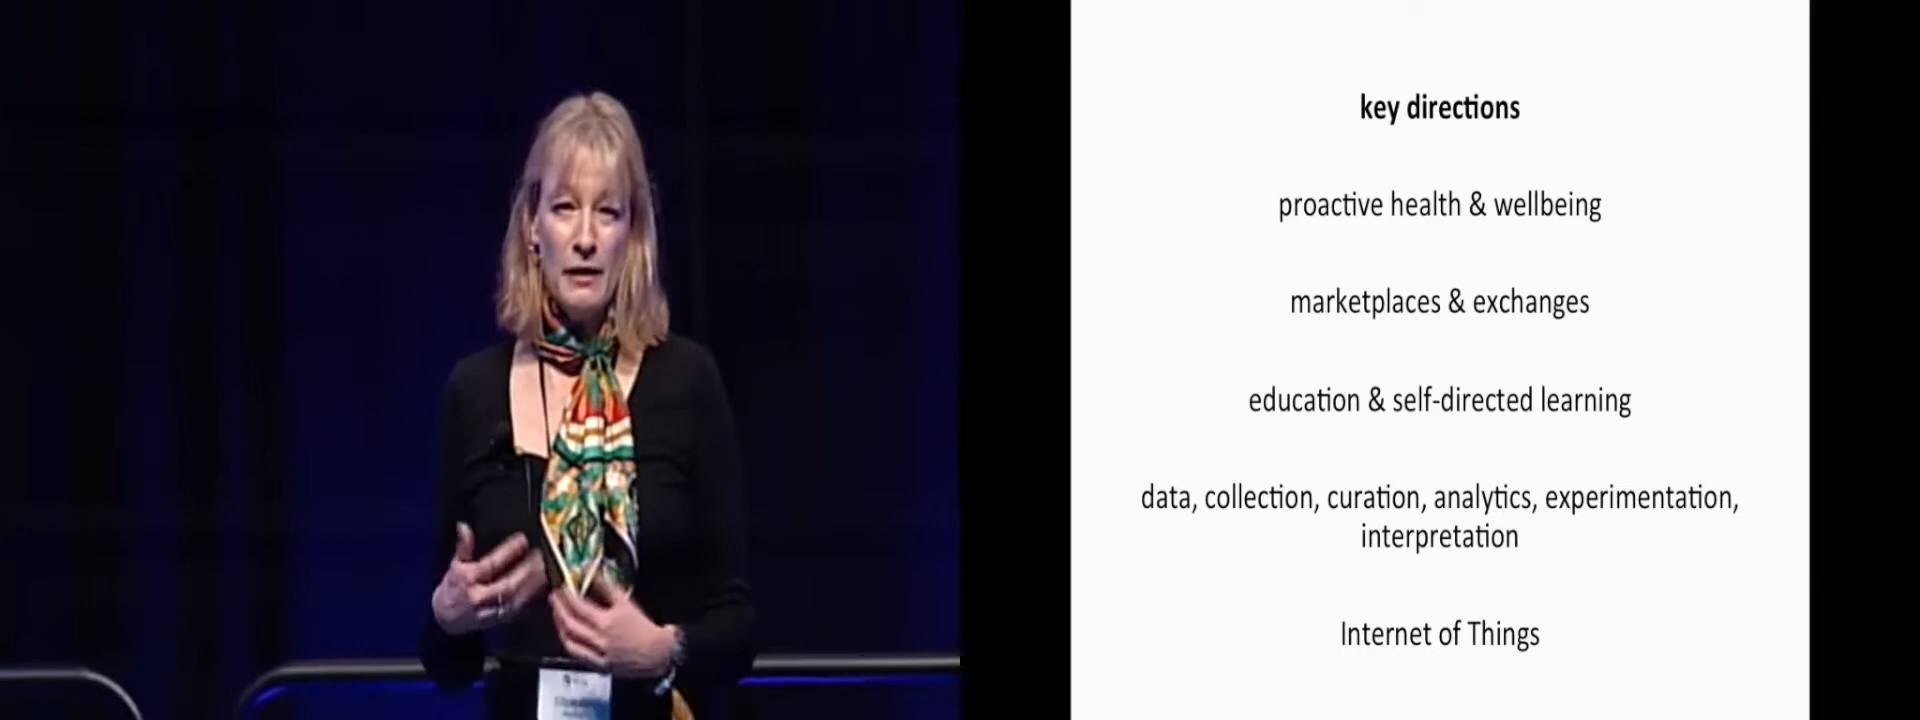 key directions
proactive health & wellbeing
marketplaces & exchanges
education & self-directed learning
data, collection, curation, analytics, experimentation,
interpretation
Internet of Things